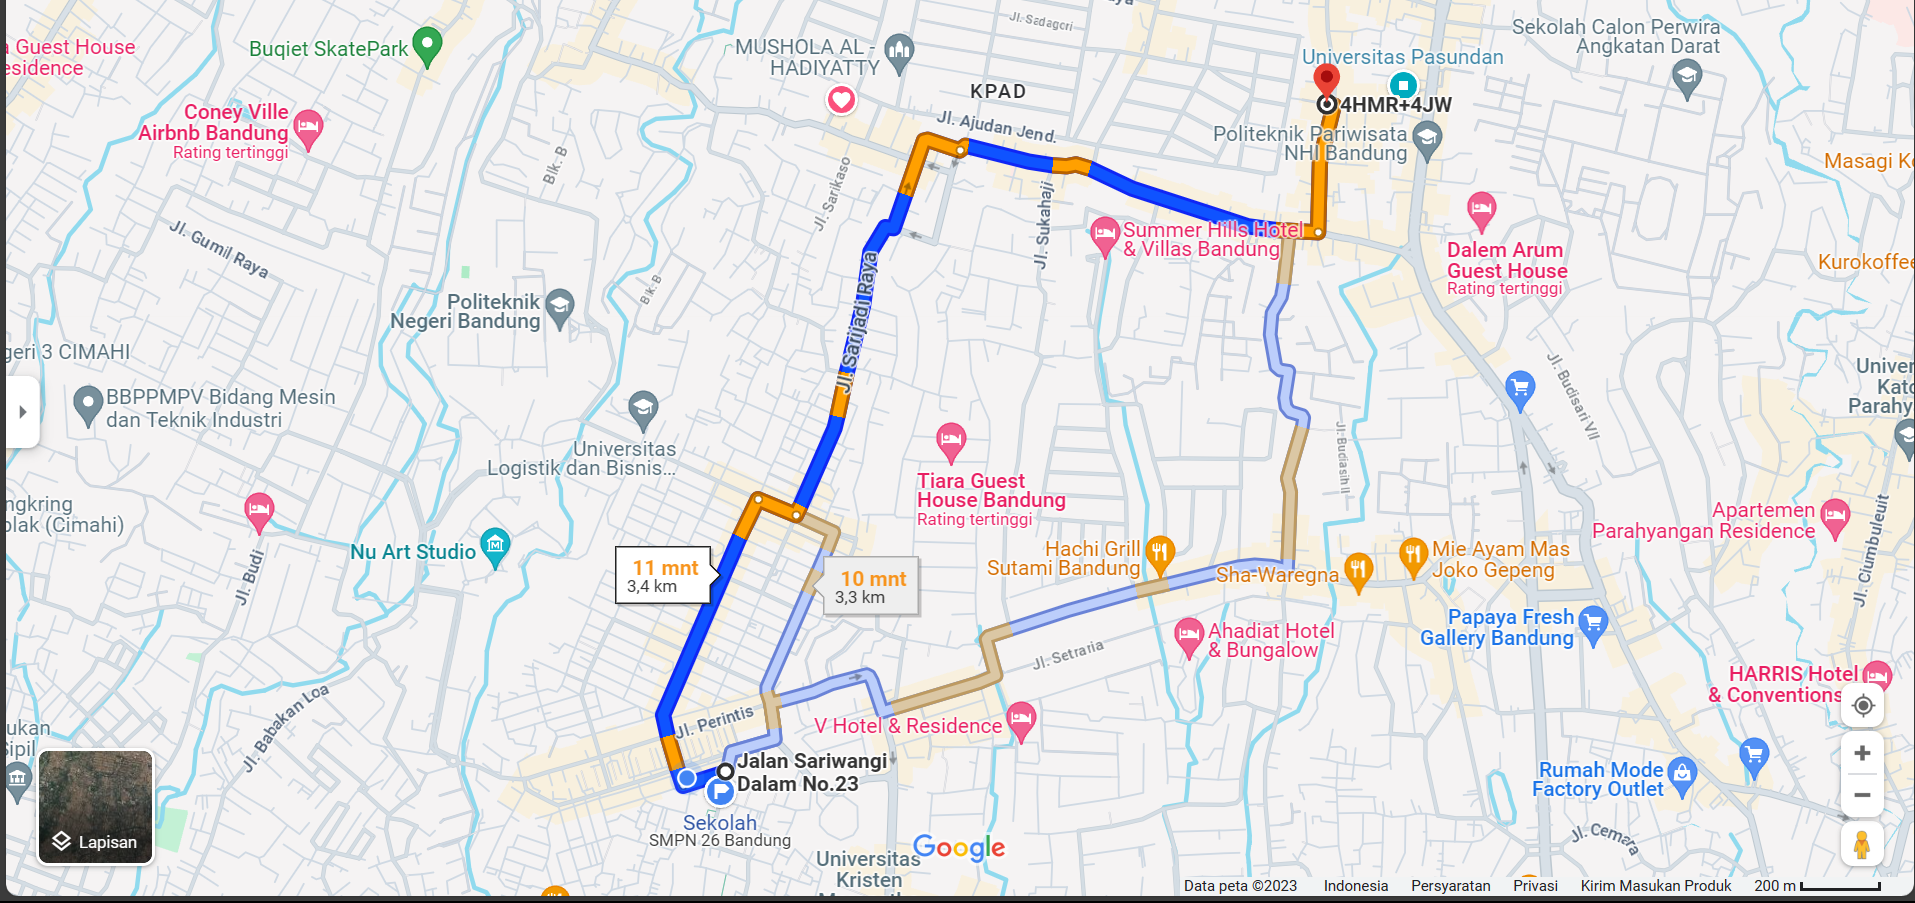 Jl. Sadagori
a Guest House
esidence
Buqiet SkatePark
MUSHOLA AL -
HADIYATTY
KPAD
Universitas Pasundan
Sekolah Calon Perwira
Angkatan Darat
4HMR+4JW
Coney Ville
Airbnb Bandung
Rating tertinggi
Jl. Ajudan Jend.
Politeknik Pariwisata
NHI Bandung
Masagi Ko
Blk. B
Jl. Sarikaso
Jl. Sukahaji
Jl. Gumil Raya
Summer Hills Hotel
& Villas Bandung
Dalem Arum
Guest House
Rating tertinggi
Kurokoffee
Blk. B
Politeknik
Negeri Bandung
Jl. Sarijadi Raya
geri 3 CIMAHI
BBPPMPV Bidang Mesin
dan Teknik Industri
Jl. Budisari VII
Univer
Kato
Parahy
Universitas
Logistik dan Bisnis...
Jl. Budiasih II
Tiara Guest
House Bandung
Rating tertinggi
ngkring
olak (Cimahi)
Apartemen
Parahyangan Residence
Jl. Ciumbuleuit
Nu Art Studio
Jl. Budi
11 mnt
3,4 km
10 mnt
3,3 km
Hachi Grill
Sutami Bandung
Sha-Waregna
Mie Ayam Mas
Joko Gepeng
Papaya Fresh
Gallery Bandung
Ahadiat Hotel
& Bungalow
Jl. Setraria
HARRIS Hotel
& Conventions
Jl. Babakan Loa
Jl. Perintis
V Hotel & Residence
ukan
Sipil
Jalan Sariwangi
Dalam No.23
Rumah Mode
Factory Outlet
Sekolah
SMPN 26 Bandung
Jl. Cemara
Lapisan
Google
Universitas
Kristen
Data peta ©2023
Indonesia
Persyaratan
Privasi
Kirim Masukan Produk
200 m